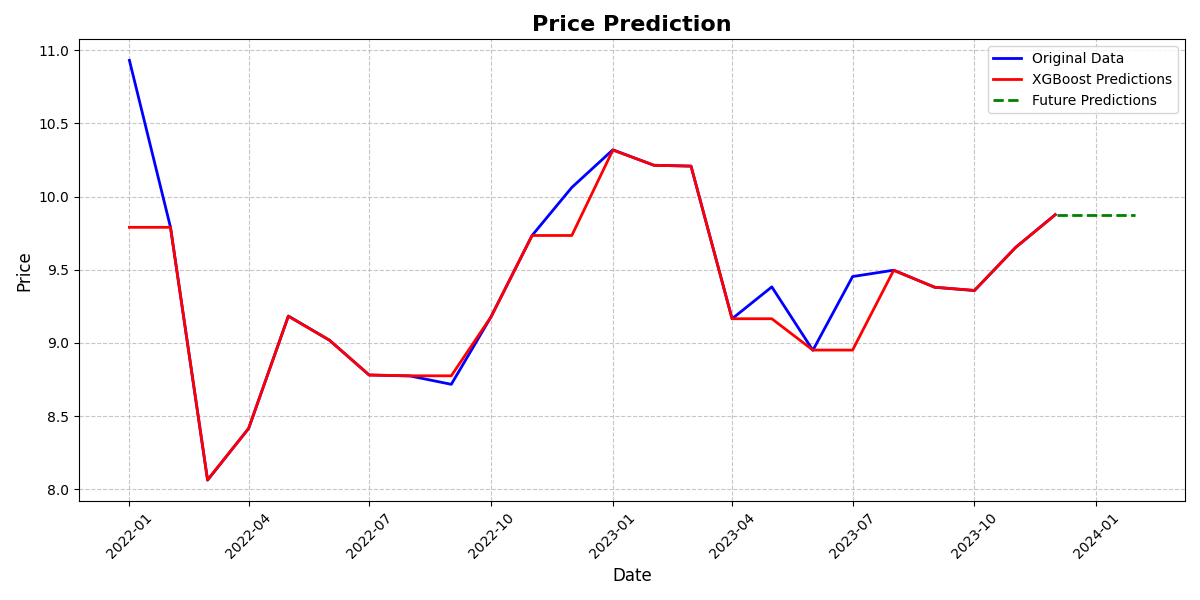 Price Prediction
Original Data
XGBoost Predictions
Future Predictions
Price
11.0
10.5
10.0
9.5
9.0
8.5
8.0
2022-01
2022-04
2022-07
2022-10
2023-01
2023-04
2023-07
2023-10
2024-01
Date